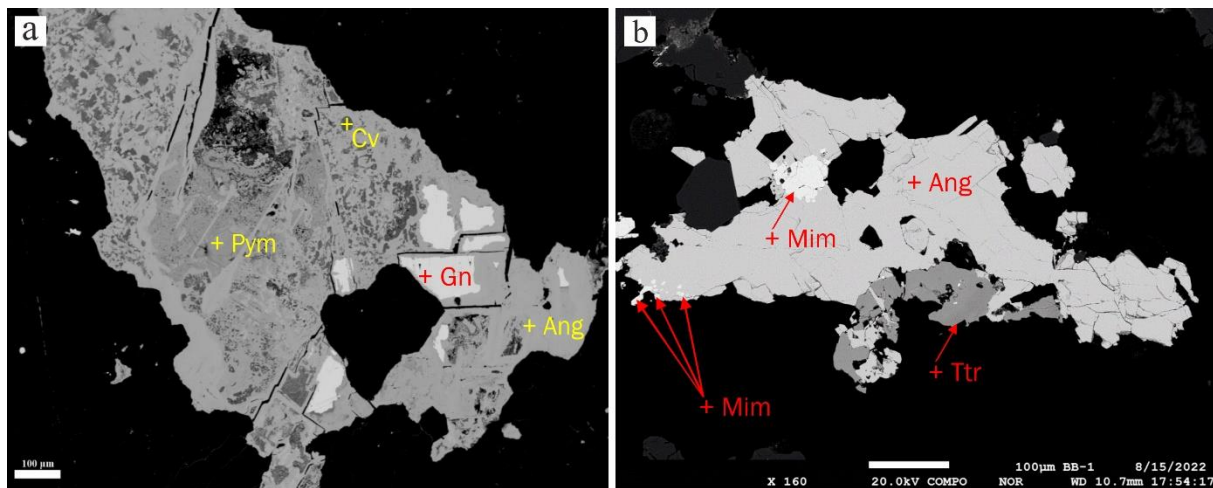 a
+ Cv
+ Pym
+ Gn
+ Ang
100 µm
b
+ Ang
+ Mim
+ Ttr
+ Mim
100µm BB-1 8/15/2022
X 160 20.0kV COMPO NOR WD 10.7mm 17:54:17